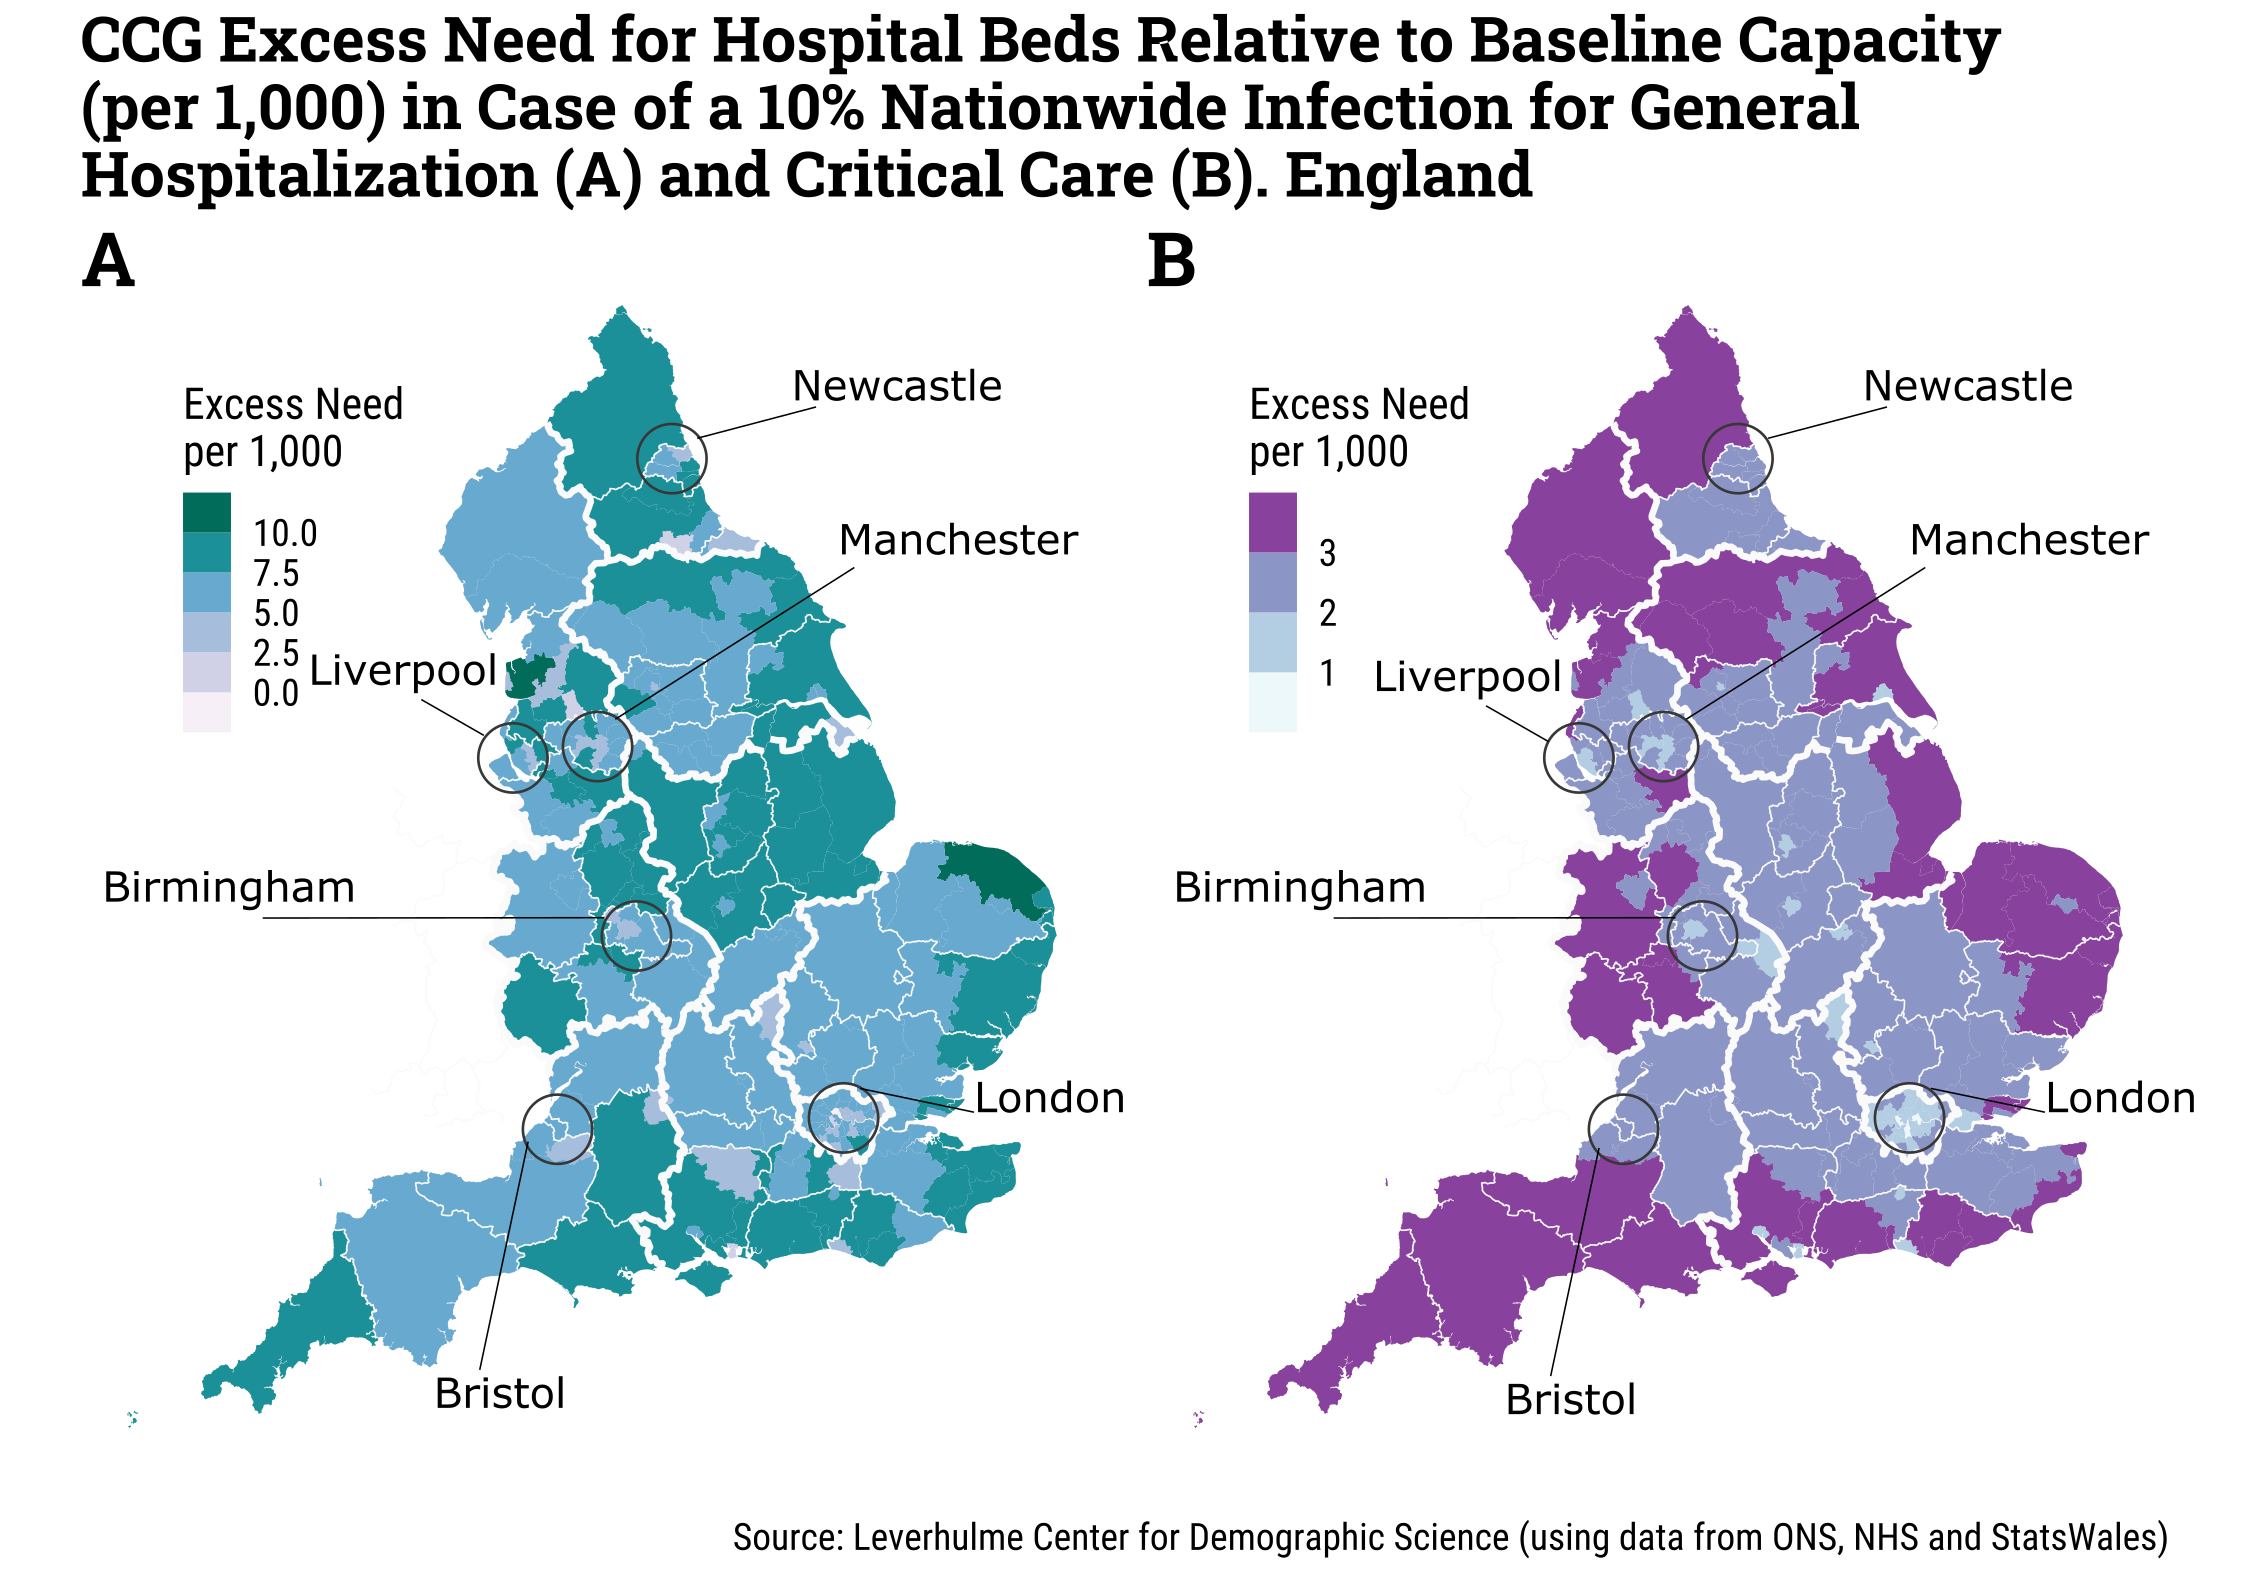 CCG Excess Need for Hospital Beds Relative to Baseline Capacity
(per 1,000) in Case of a 10% Nationwide Infection for General
Hospitalization (A) and Critical Care (B). England
A
Excess Need
per 1,000
10.0
7.5
5.0
2.5
0.0
Newcastle
Manchester
Liverpool
Birmingham
London
Bristol
B
Excess Need
per 1,000
3
2
1
Newcastle
Manchester
Liverpool
Birmingham
London
Bristol
Source: Leverhulme Center for Demographic Science (using data from ONS, NHS and StatsWales)